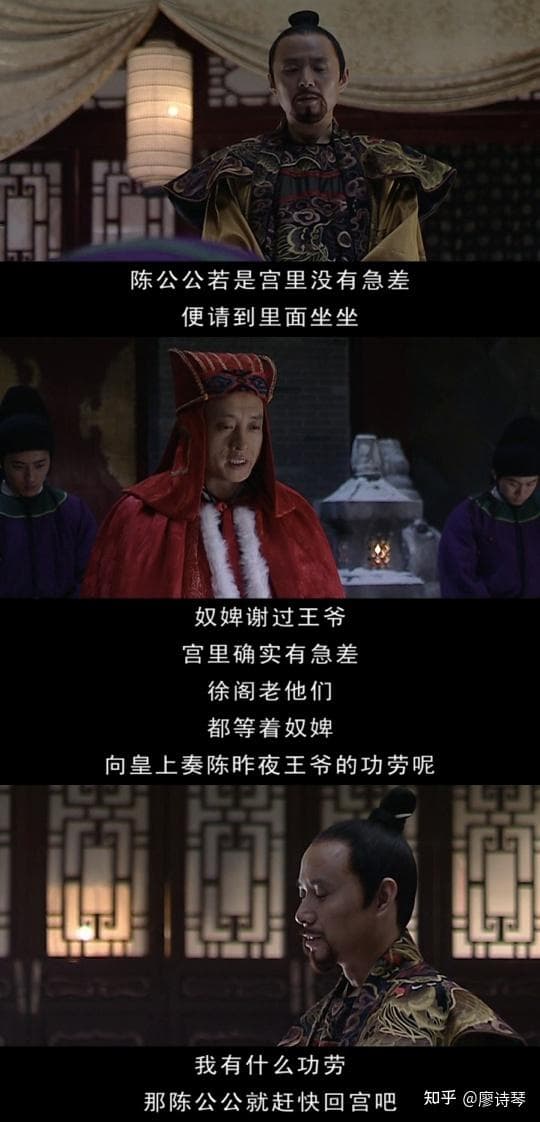 陈公公若是宫里没有急差
便请到里面坐坐
奴婢谢过王爷
宫里确实有急差
徐阁老他们
都等着奴婢
向皇上奏陈昨夜王爷的功劳呢
我有什么功劳
那陈公公就赶快回宫吧
知乎 @廖诗琴